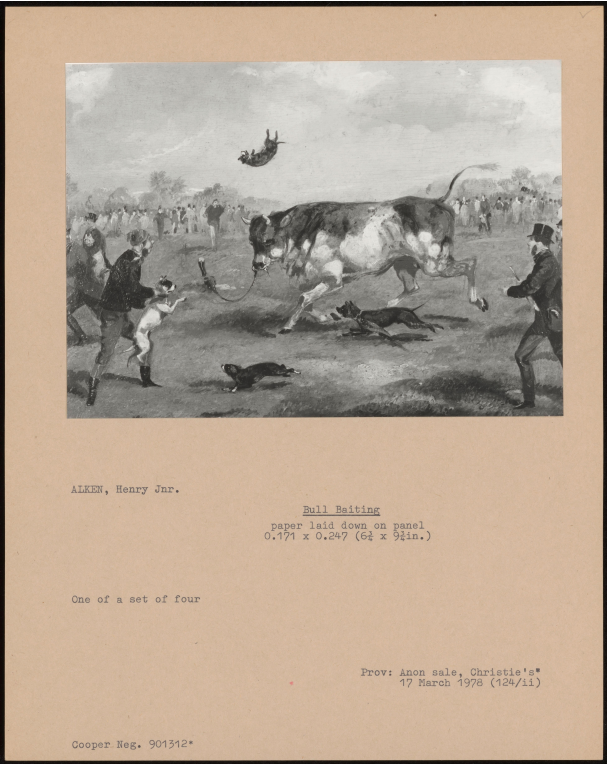 ALKEN, Henry Jnr.
Bull Baiting
paper laid down on panel
0.171 x 0.247 (6¾ x 9¾in.)
One of a set of four
Prov: Anon sale, Christie's*
17 March 1978 (124/ii)
Cooper Neg. 901312*